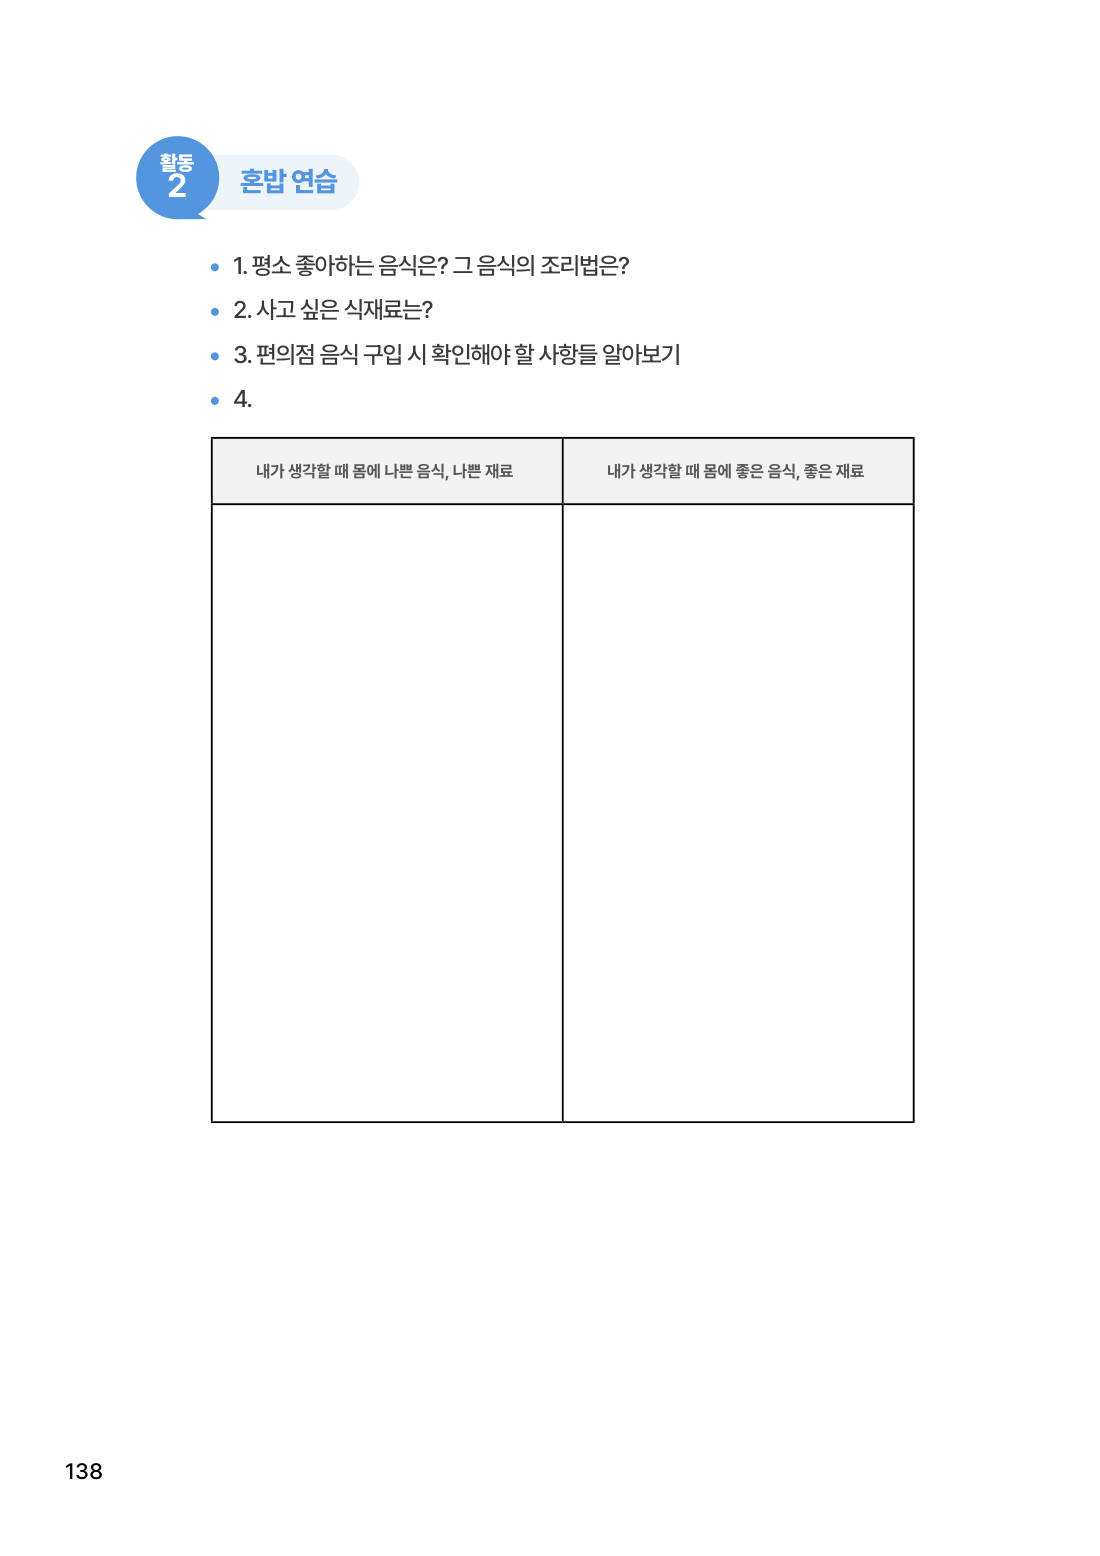 활동
2
혼밥 연습
• 1. 평소 좋아하는 음식은? 그 음식의 조리법은?
• 2. 사고 싶은 식재료는?
• 3. 편의점 음식 구입 시 확인해야 할 사항들 알아보기
• 4.
내가 생각할 때 몸에 나쁜 음식, 나쁜 재료
내가 생각할 때 몸에 좋은 음식, 좋은 재료
138